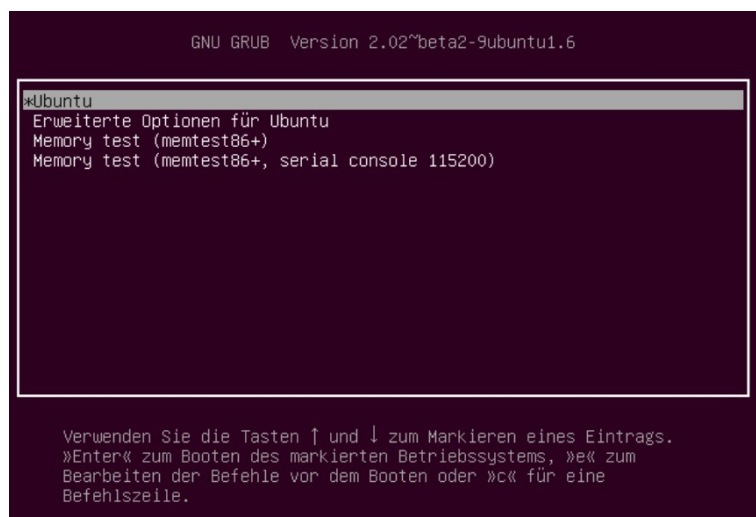 GNU GRUB Version 2.02~beta2-9ubuntu1.6
*Ubuntu
Erweiterte Optionen für Ubuntu
Memory test (memtest86+)
Memory test (memtest86+, serial console 115200)
Verwenden Sie die Tasten ↑ und ↓ zum Markieren eines Eintrags.
»Enter« zum Booten des markierten Betriebssystems, »e« zum
Bearbeiten der Befehle vor dem Booten oder »c« für eine
Befehlszeile.